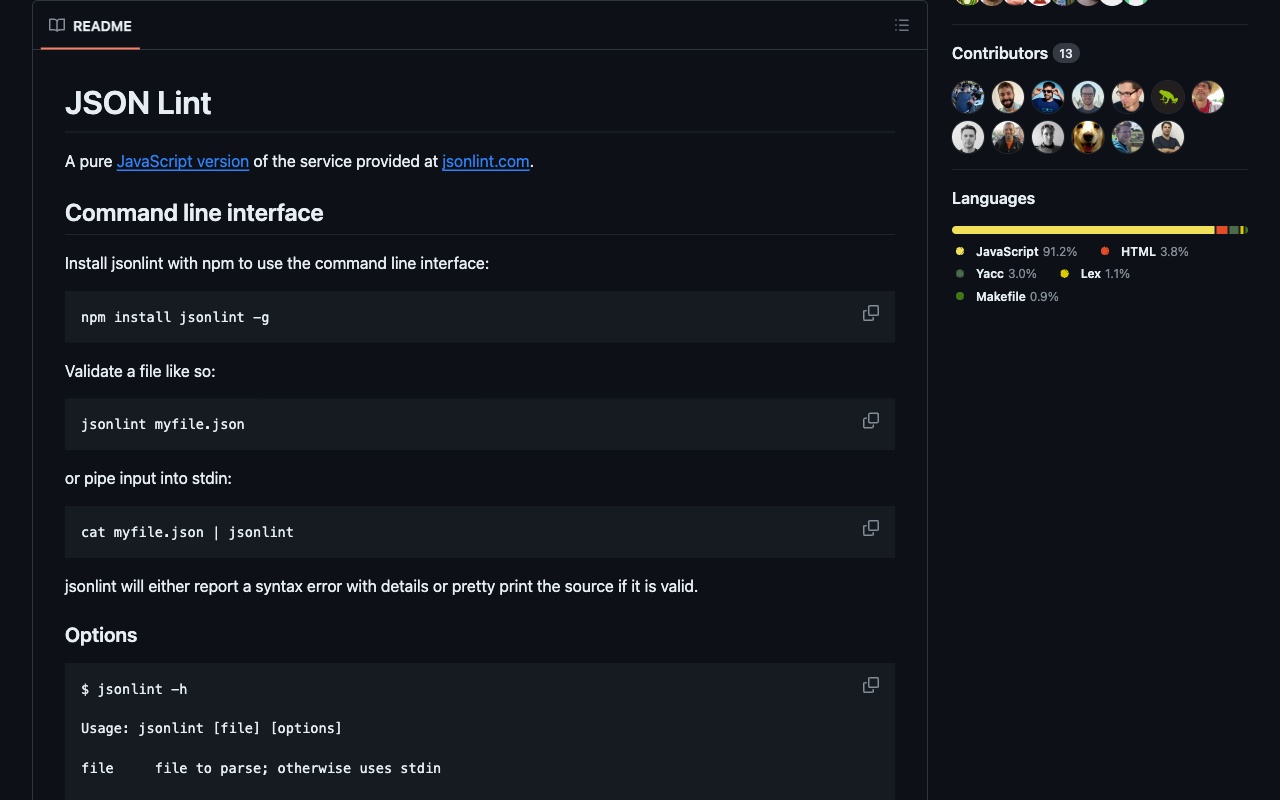 README
JSON Lint
A pure JavaScript version of the service provided at jsonlint.com.
Command line interface
Install jsonlint with npm to use the command line interface:
npm install jsonlint -g
Validate a file like so:
jsonlint myfile.json
or pipe input into stdin:
cat myfile.json | jsonlint
jsonlint will either report a syntax error with details or pretty print the source if it is valid.
Options
$ jsonlint -h
Usage: jsonlint [file] [options]
file     file to parse; otherwise uses stdin
Contributors 13
Languages
JavaScript 91.2% HTML 3.8%
Yacc 3.0% Lex 1.1%
Makefile 0.9%